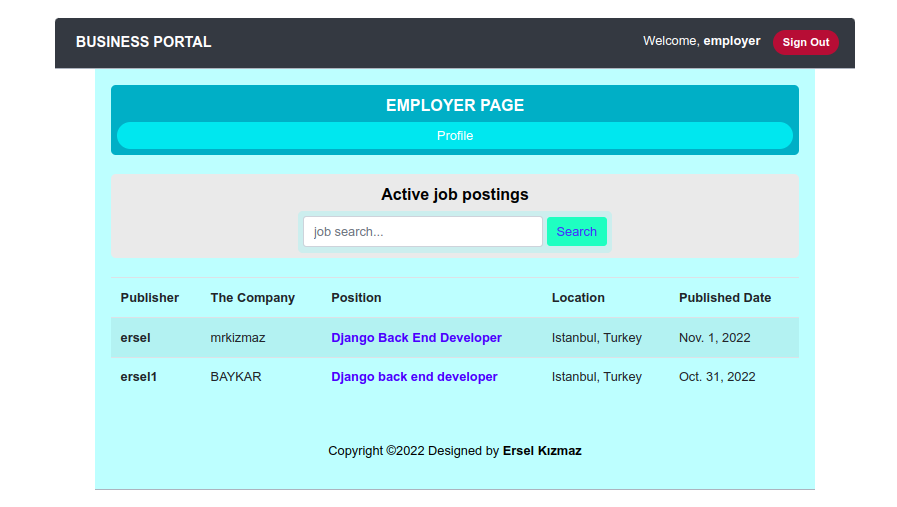 BUSINESS PORTAL Welcome, employer Sign Out
EMPLOYER PAGE
Profile
Active job postings
job search... Search
Publisher The Company Position Location Published Date
ersel mrkizmaz Django Back End Developer Istanbul, Turkey Nov. 1, 2022
ersel1 BAYKAR Django back end developer Istanbul, Turkey Oct. 31, 2022
Copyright ©2022 Designed by Ersel Kızmaz